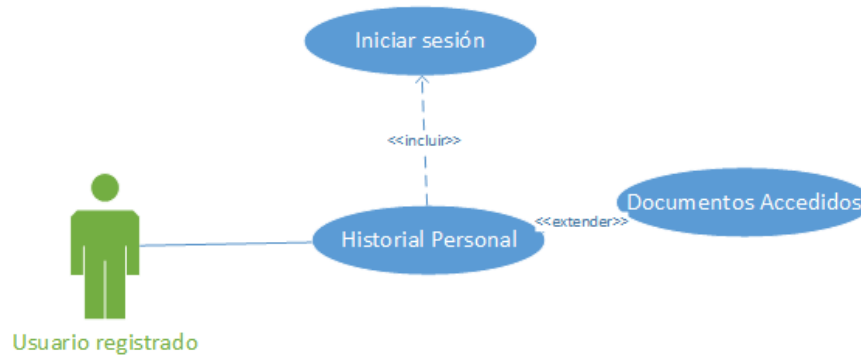 Iniciar sesión
<<incluir>>
Documentos Accedidos
<<extender>>
Historial Personal
Usuario registrado